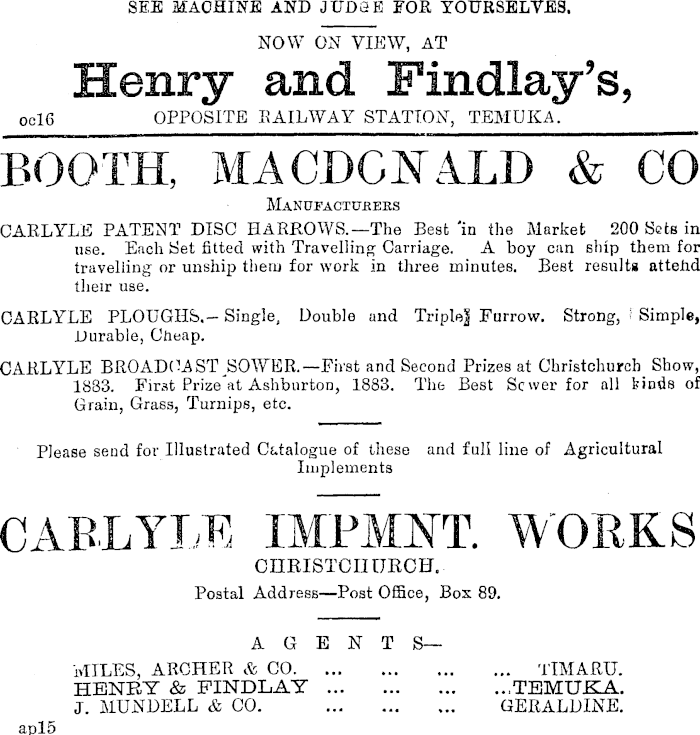 SEE MACHINE AND JUDGE FOR YOURSELVES.
NOW ON VIEW, AT
Henry and Findlay's,
oc16 OPPOSITE RAILWAY STATION, TEMUKA.
BOOTH, MACDONALD & CO
MANUFACTURERS
CARLYLE PATENT DISC HARROWS.—The Best in the Market 200 Sets in
use. Each Set fitted with Travelling Carriage. A boy can ship them for
travelling or unship them for work in three minutes. Best results attend
their use.
CARLYLE PLOUGHS.—Single, Double and Triple Furrow. Strong, Simple,
Durable, Cheap.
CARLYLE BROADCAST SOWER.—First and Second Prizes at Christchurch Show,
1883. First Prize at Ashburton, 1883. The Best Sower for all kinds of
Grain, Grass, Turnips, etc.
Please send for Illustrated Catalogue of these and full line of Agricultural
Implements
CARLYLE IMPMNT. WORKS
CHRISTCHURCH.
Postal Address—Post Office, Box 89.
AGENTS—
MILES, ARCHER & CO. ... ... ... ... TIMARU.
HENRY & FINDLAY ... ... ... ...TEMUKA.
J. MUNDELL & CO. ... ... ... GERALDINE.
ap15